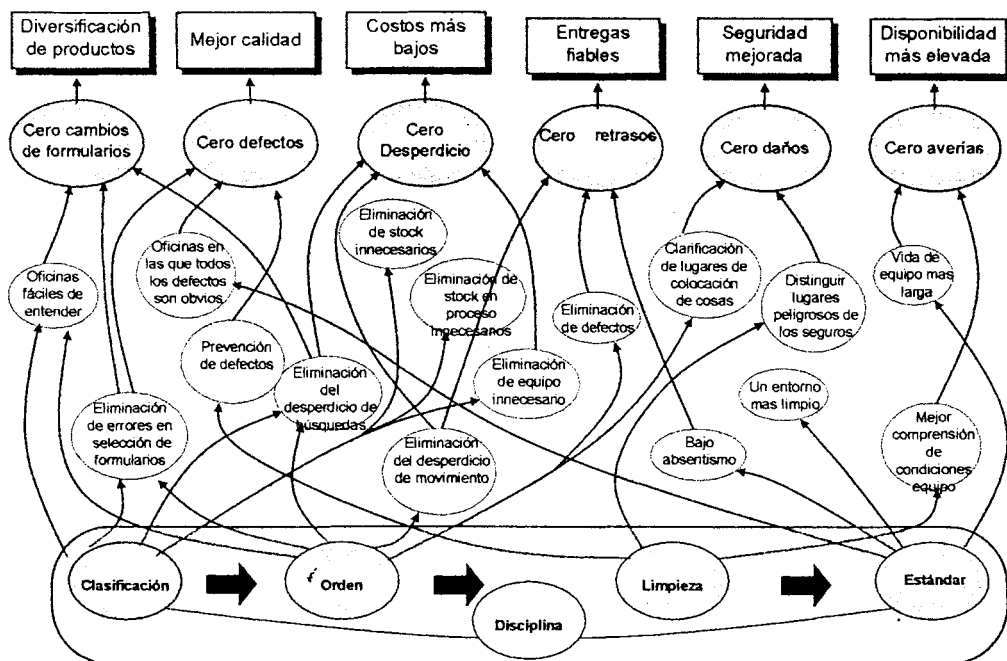 Diversificación
de productos
Mejor calidad
Costos más
bajos
Entregas
fiables
Seguridad
mejorada
Disponibilidad
más elevada
Cero cambios
de formularios
Cero defectos
Cero
Desperdicio
Cero retrasos
Cero daños
Cero averías
Oficinas
fáciles de
entender
Oficinas en
las que todos
los defectos
son obvios
Eliminación
de stock
innecesarios
Eliminación de
stock en
proceso
Innecesarios
Eliminación
de defectos
Clarificación
de lugares de
colocación
de cosas
Distinguir
lugares
peligrosos de
los seguros
Vida de
equipo mas
larga
Prevención
de defectos
Eliminación
del
desperdicio de
búsquedas
Eliminación
de equipo
innecesario
Un entorno
mas limpio
Eliminación
de errores en
selección de
formularios
Eliminación
del desperdicio
de movimiento
Bajo
absentismo
Mejor
comprensión
de
condiciones
equipo
Clasificación
Orden
Limpieza
Estándar
Disciplina